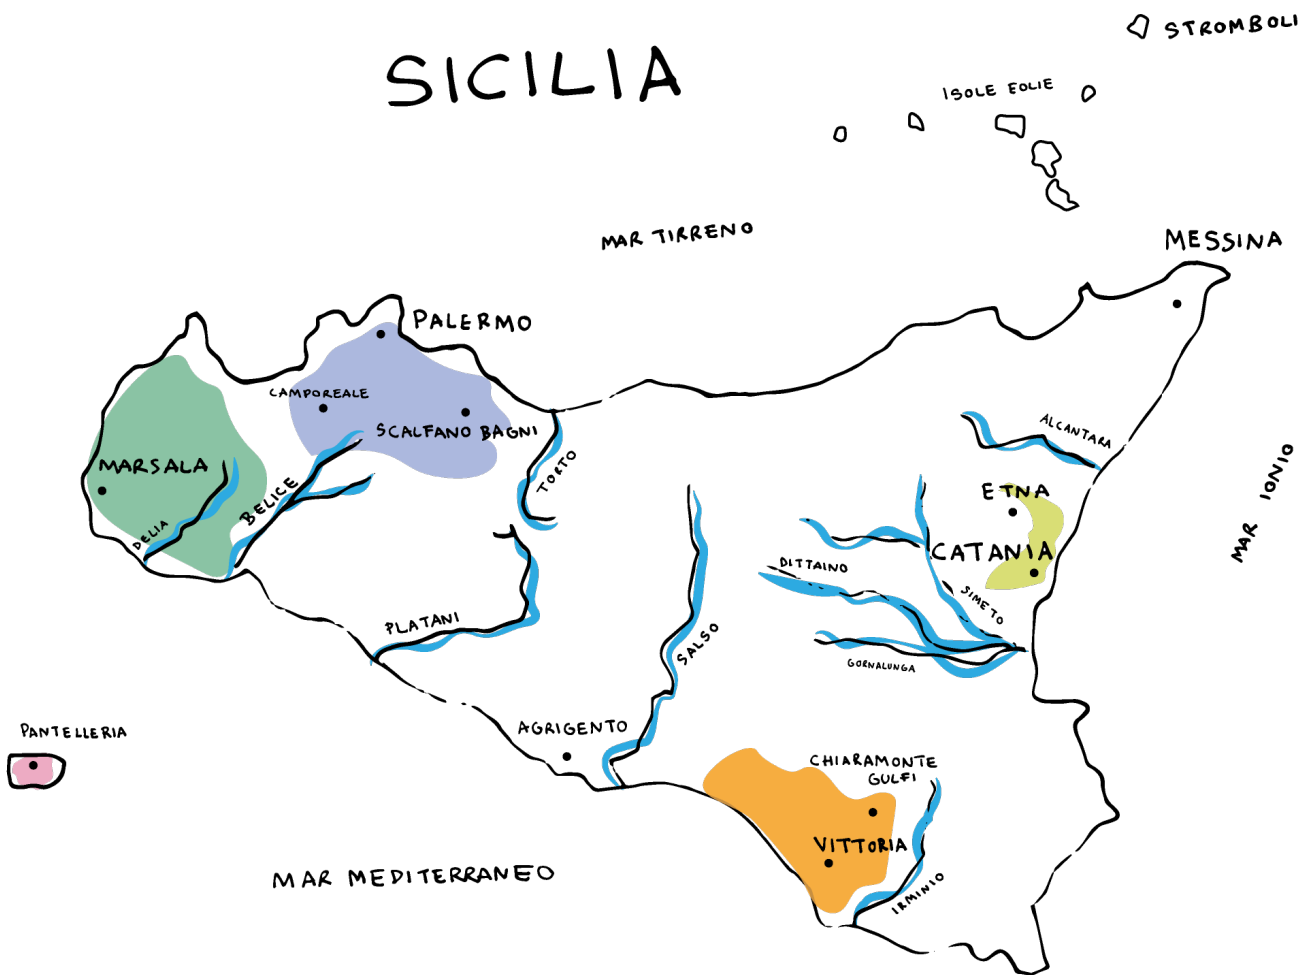 STROMBOLI
SICILIA
ISOLE EOLIE
MAR TIRRENO
MESSINA
PALERMO
CAMPOREALE
SCALFANO BAGNI
ALCANTARA
MARSALA
TORTO
MAR IONIO
BELICE
ETNA
DELIA
CATANIA
DITTAINO
SIMETO
PLATANI
SALSO
GORNALUNGA
PANTELLERIA
AGRIGENTO
CHIARAMONTE
GULFI
VITTORIA
MAR MEDITERRANEO
IRMINIO